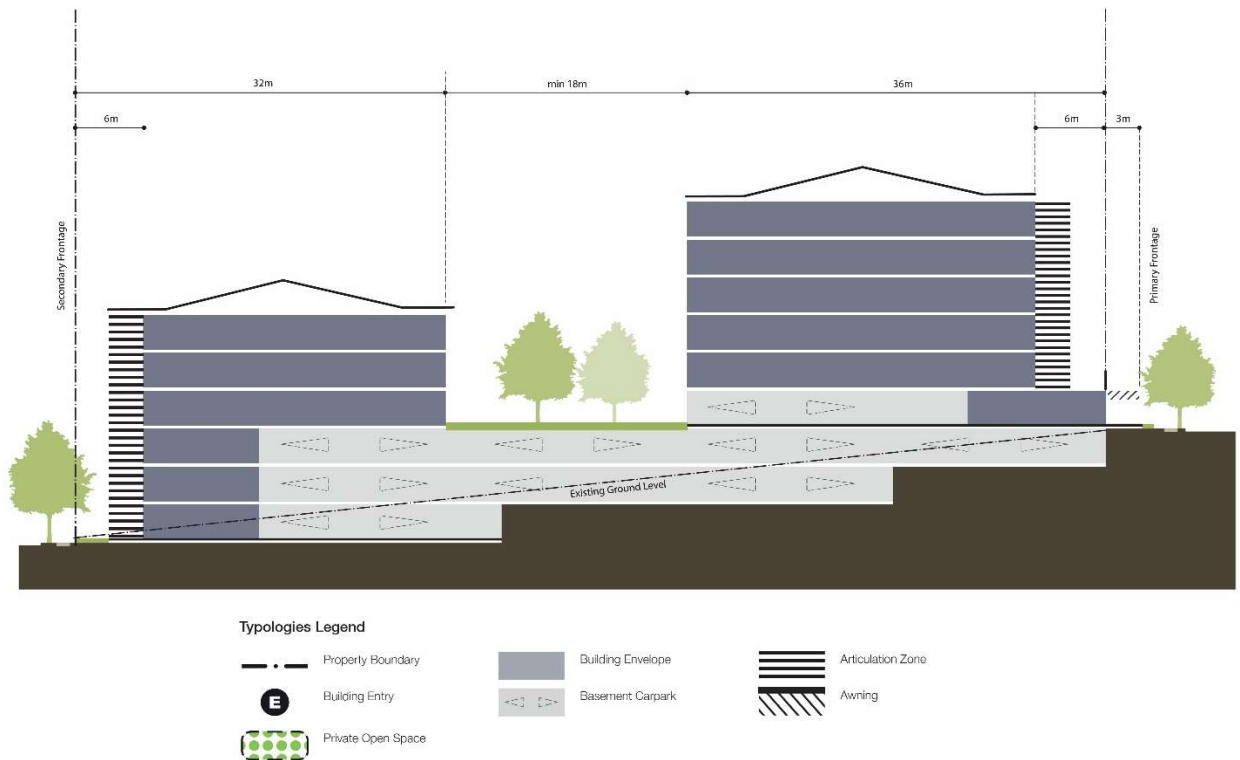 32m
min 18m
36m
6m
6m
3m
Secondary Frontage
Primary Frontage
Existing Ground Level
Typologies Legend
Property Boundary
Building Envelope
Articulation Zone
E
Building Entry
Basement Carpark
Awning
Private Open Space